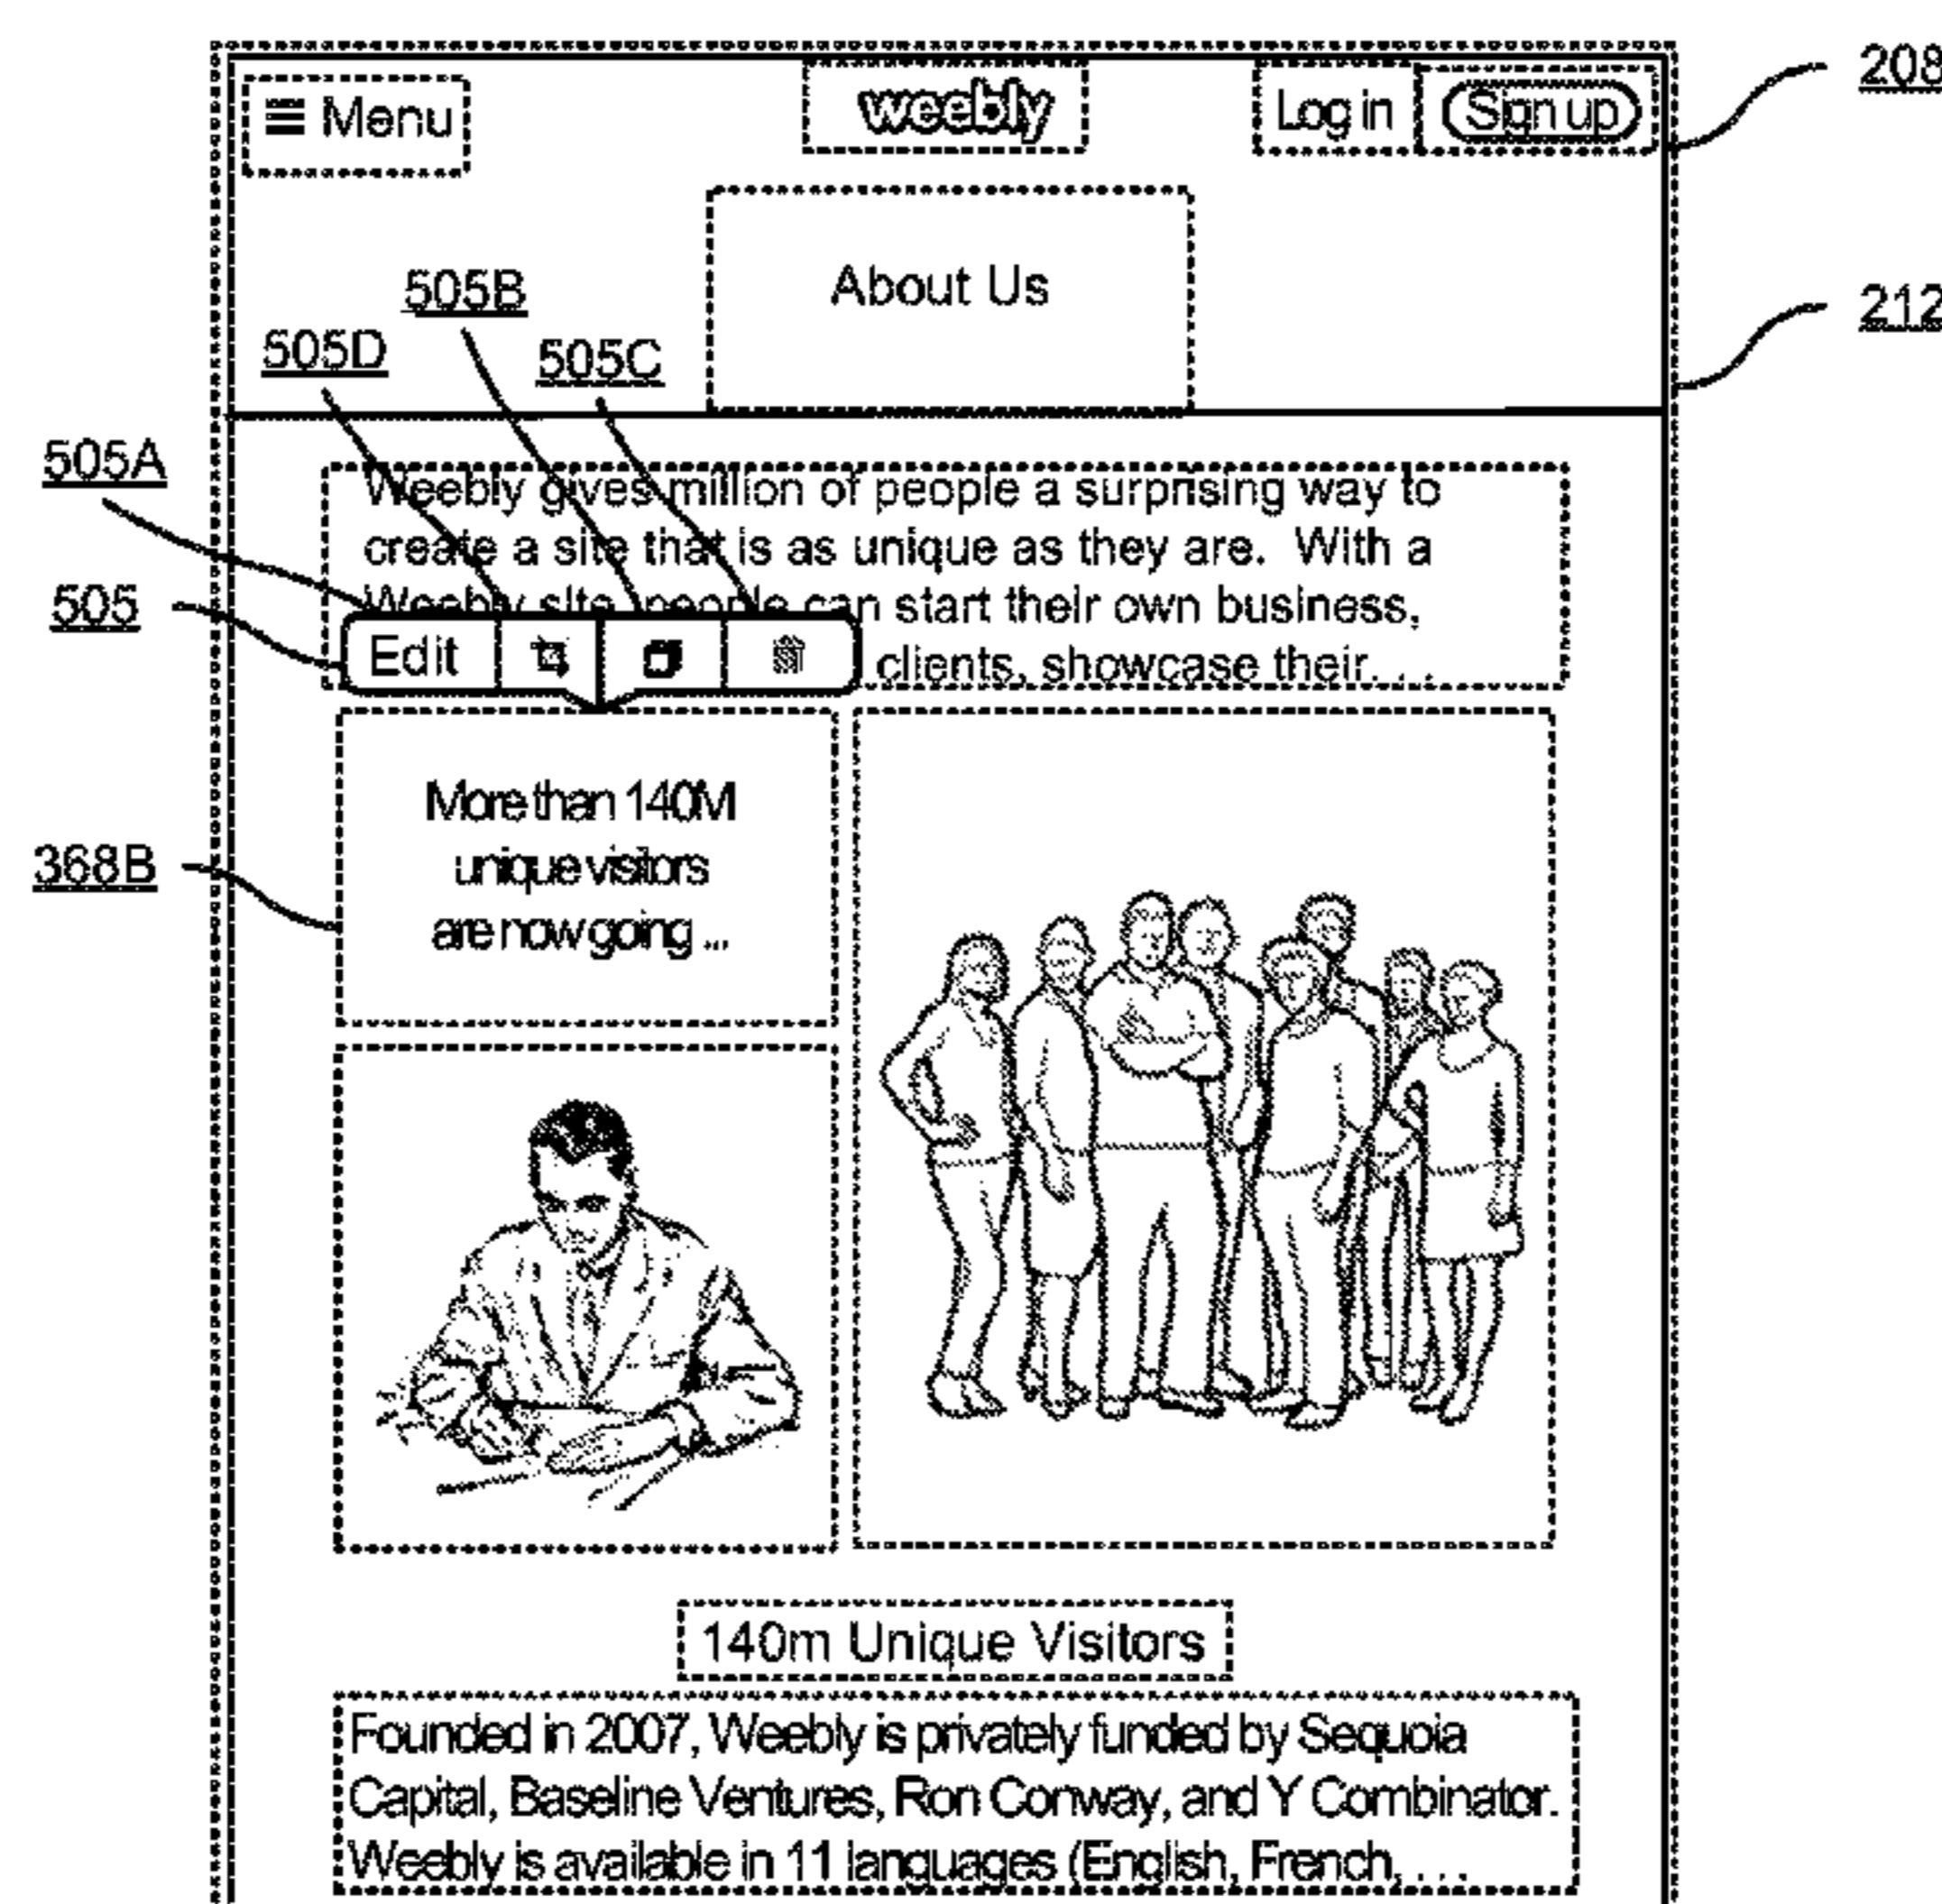 208
☰ Menu
weebly
Log in
Sign up
About Us
212
505B
505D
505C
505A
Weebly gives million of people a surprising way to
create a site that is as unique as they are. With a
Weebly site, people can start their own business,
505
Edit
clients, showcase their. . .
More than 140M
unique visitors
are now going ...
368B
140m Unique Visitors
Founded in 2007, Weebly is privately funded by Sequoia
Capital, Baseline Ventures, Ron Conway, and Y Combinator.
Weebly is available in 11 languages (English, French, . . .